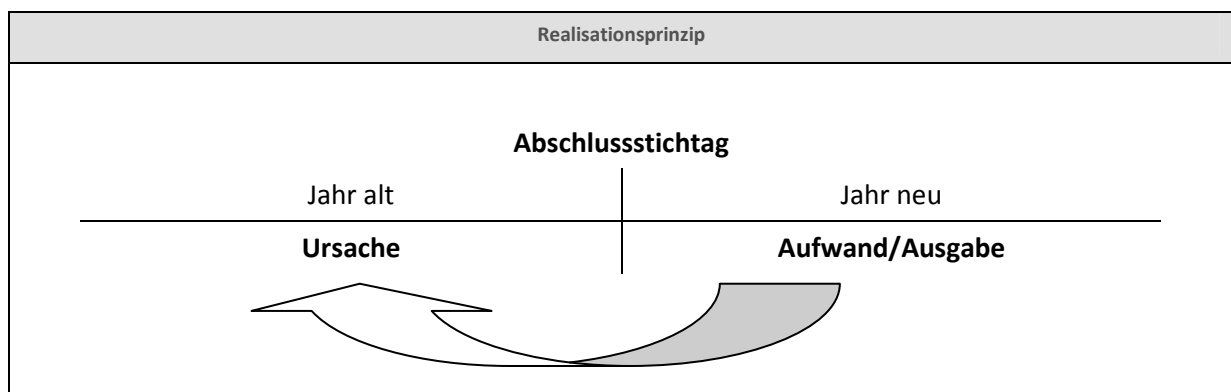 Realisationsprinzip
Abschlussstichtag
Jahr alt Jahr neu
Ursache Aufwand/Ausgabe